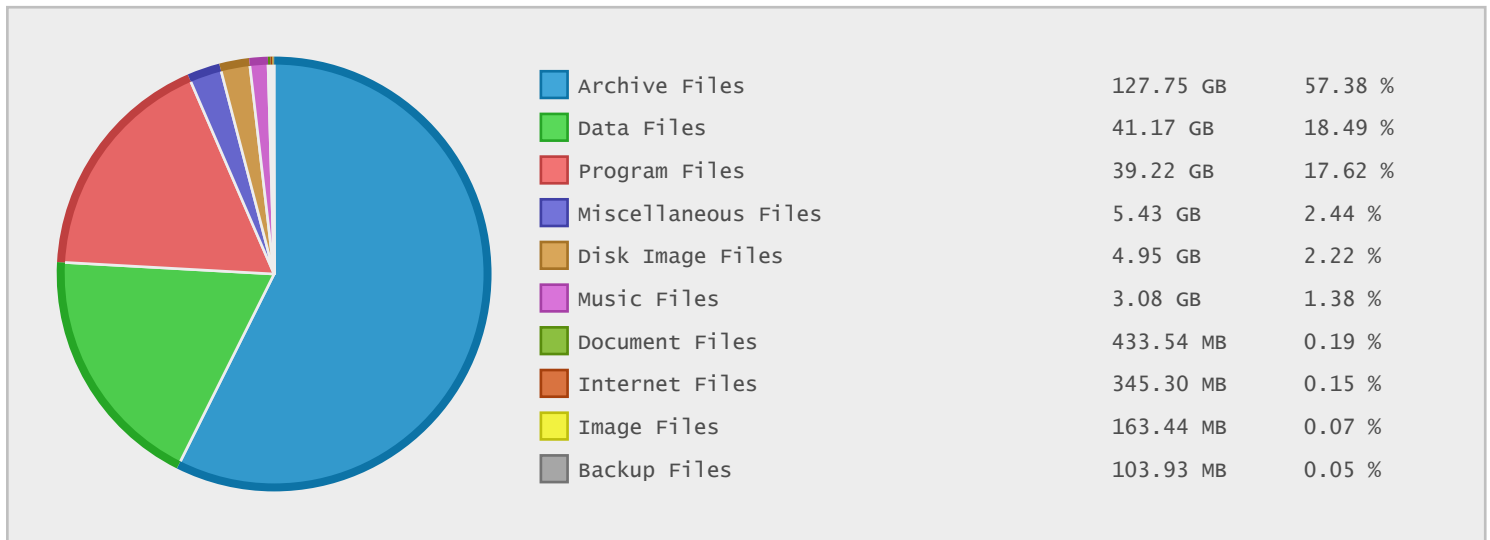 Archive Files 127.75 GB 57.38 %
Data Files 41.17 GB 18.49 %
Program Files 39.22 GB 17.62 %
Miscellaneous Files 5.43 GB 2.44 %
Disk Image Files 4.95 GB 2.22 %
Music Files 3.08 GB 1.38 %
Document Files 433.54 MB 0.19 %
Internet Files 345.30 MB 0.15 %
Image Files 163.44 MB 0.07 %
Backup Files 103.93 MB 0.05 %